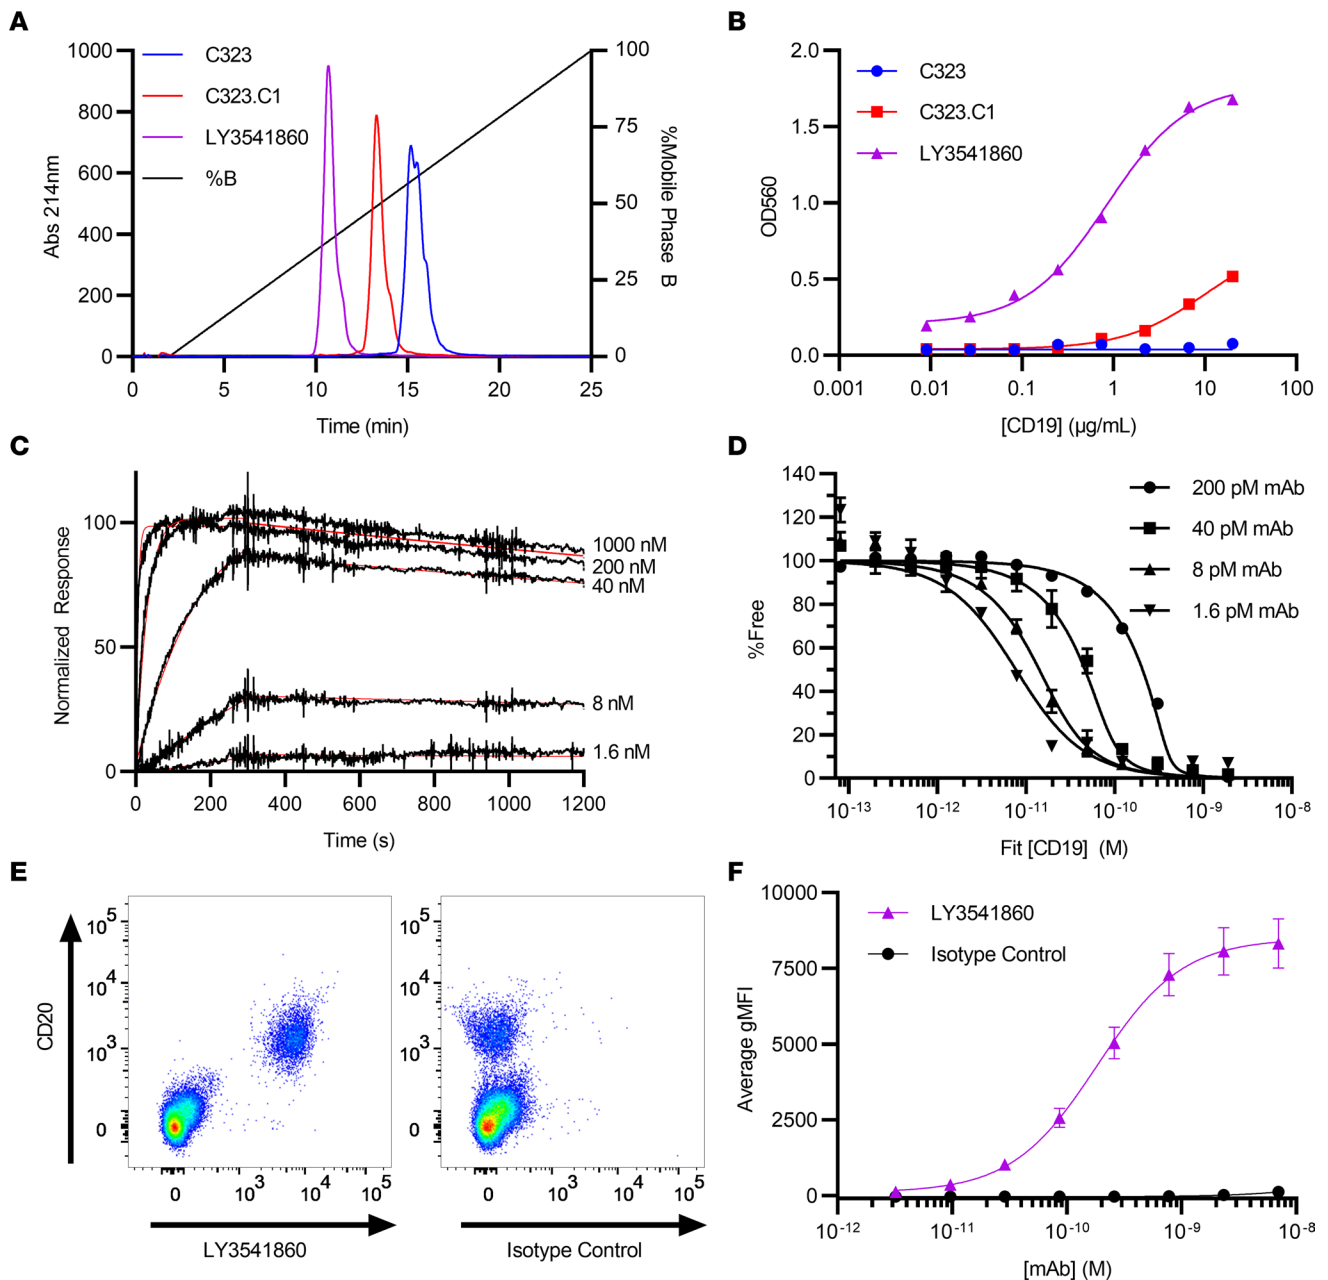 A
1000
800
600
400
200
0
Abs 214nm
C323
C323.C1
LY3541860
%B
100
75
50
25
0
%Mobile Phase B
0 5 10 15 20 25
Time (min)
B
2.0
1.5
1.0
0.5
0.0
OD560
C323
C323.C1
LY3541860
0.001 0.01 0.1 1 10 100
[CD19] (µg/mL)
C
100
50
0
Normalized Response
1000 nM
200 nM
40 nM
8 nM
1.6 nM
0 200 400 600 800 1000 1200
Time (s)
D
140
120
100
80
60
40
20
0
%Free
200 pM mAb
40 pM mAb
8 pM mAb
1.6 pM mAb
10-13 10-12 10-11 10-10 10-9 10-8
Fit [CD19] (M)
E
CD20
105
104
103
0
0 103 104 105
LY3541860
105
104
103
0
0 103 104 105
Isotype Control
F
10000
7500
5000
2500
0
Average gMFI
LY3541860
Isotype Control
10-12 10-11 10-10 10-9 10-8
[mAb] (M)